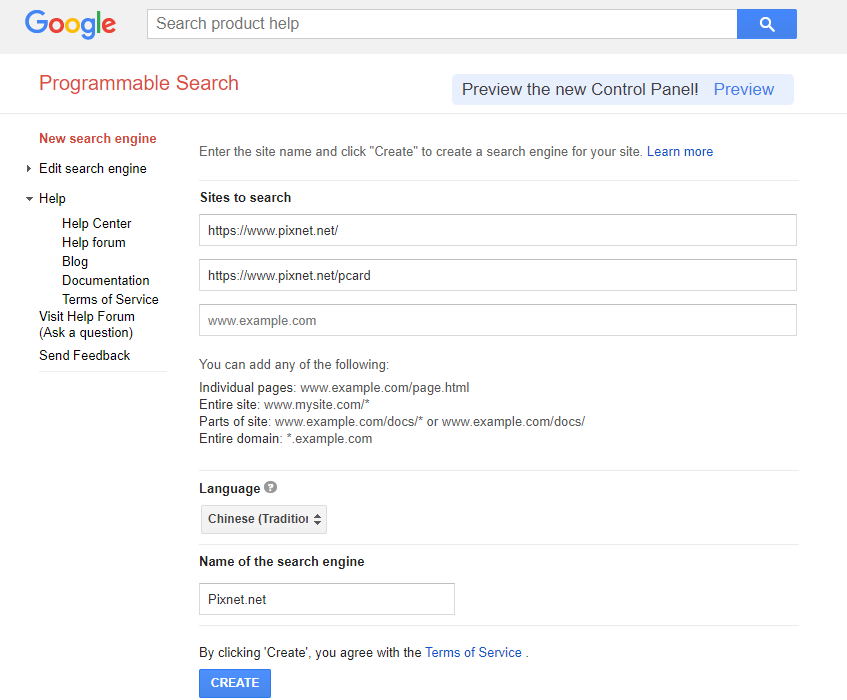 Google
Search product help
Programmable Search
Preview the new Control Panel! Preview
New search engine
Edit search engine
Help
Help Center
Help forum
Blog
Documentation
Terms of Service
Visit Help Forum
(Ask a question)
Send Feedback
Enter the site name and click "Create" to create a search engine for your site. Learn more
Sites to search
https://www.pixnet.net/
https://www.pixnet.net/pcard
www.example.com
You can add any of the following:
Individual pages: www.example.com/page.html
Entire site: www.mysite.com/*
Parts of site: www.example.com/docs/* or www.example.com/docs/
Entire domain: *.example.com
Language ?
Chinese (Tradition
Name of the search engine
Pixnet.net
By clicking 'Create', you agree with the Terms of Service .
CREATE